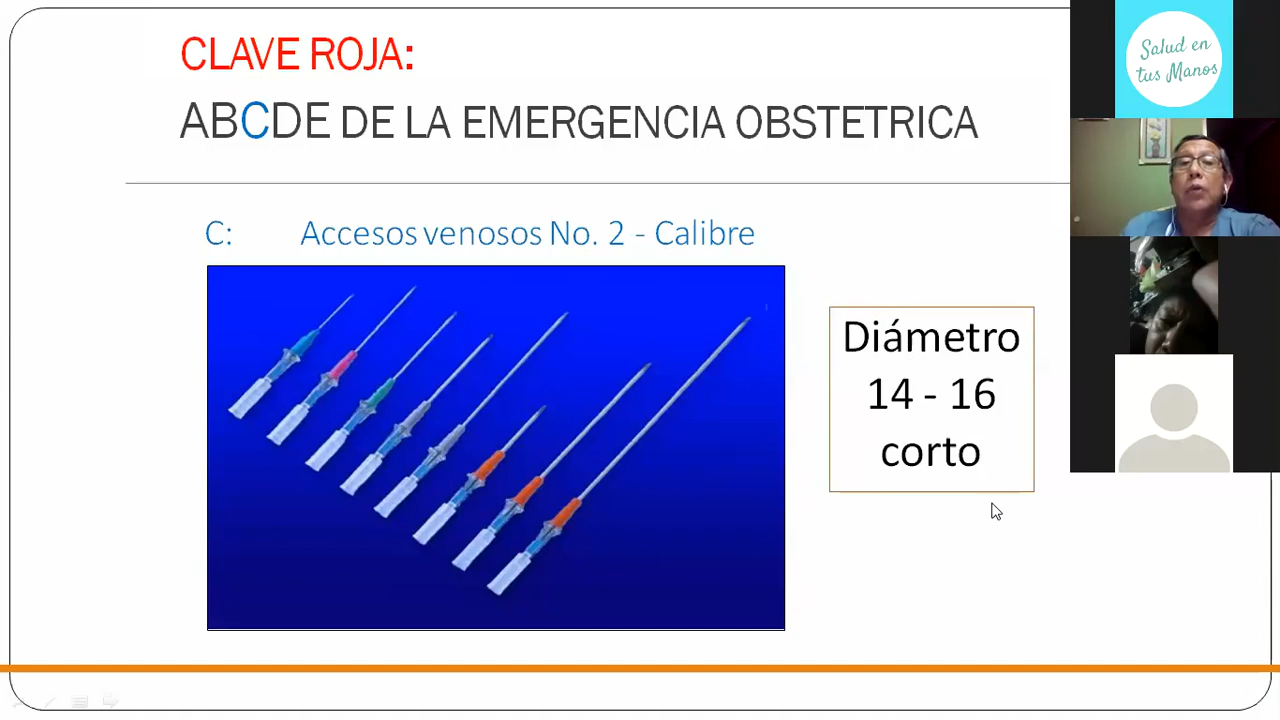 CLAVE ROJA:
ABCDE DE LA EMERGENCIA OBSTETRICA
C: Accesos venosos No. 2 - Calibre
Diámetro
14 - 16
corto
Salud en
tus Manos